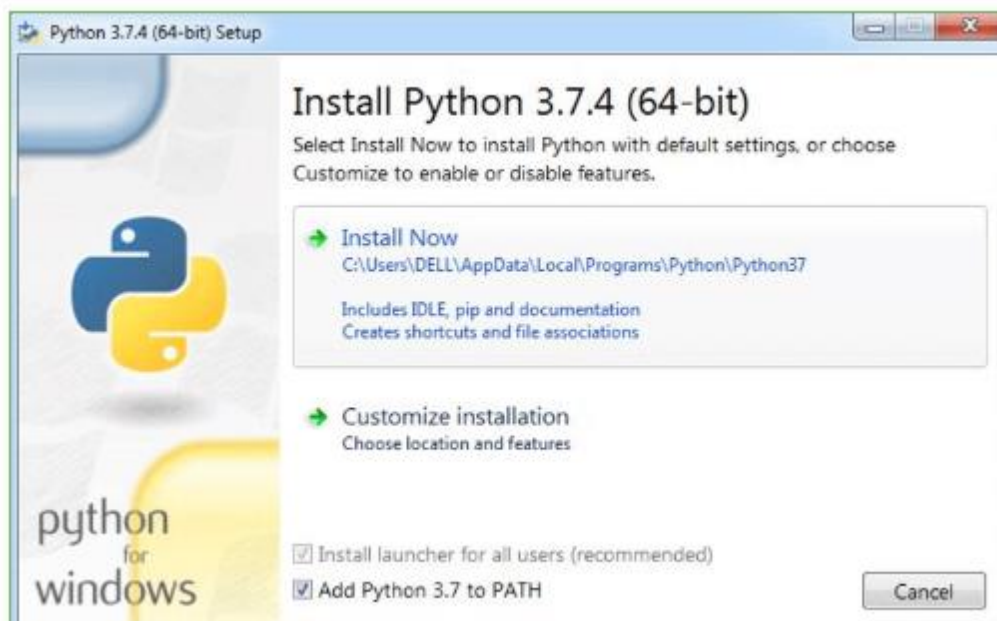 Python 3.7.4 (64-bit) Setup
Install Python 3.7.4 (64-bit)
Select Install Now to install Python with default settings, or choose
Customize to enable or disable features.
Install Now
C:\Users\DELL\AppData\Local\Programs\Python\Python37
Includes IDLE, pip and documentation
Creates shortcuts and file associations
Customize installation
Choose location and features
python
for
windows
Install launcher for all users (recommended)
Add Python 3.7 to PATH
Cancel